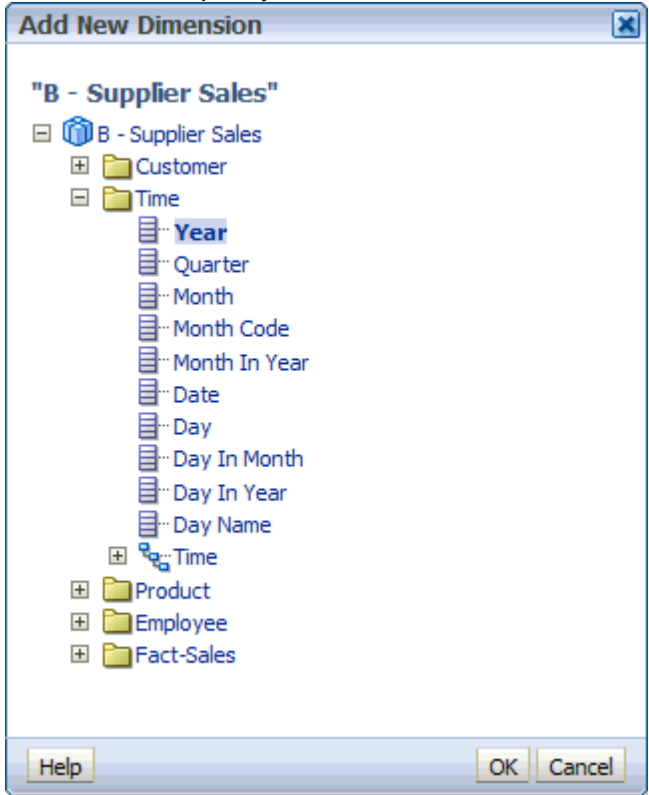 Add New Dimension
"B - Supplier Sales"
B - Supplier Sales
Customer
Time
Year
Quarter
Month
Month Code
Month In Year
Date
Day
Day In Month
Day In Year
Day Name
Time
Product
Employee
Fact-Sales
Help OK Cancel